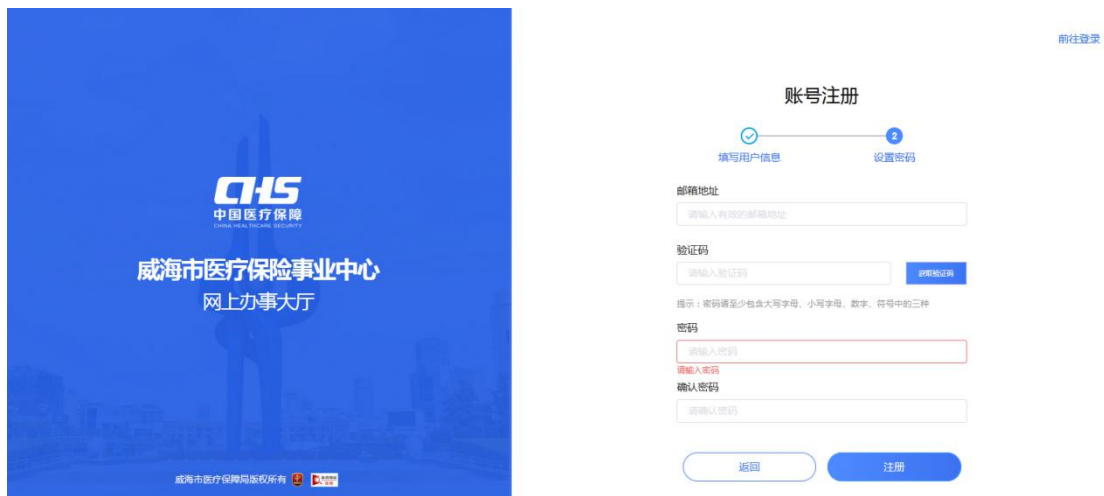 CHS
中国医疗保障
CHINA HEALTHCARE SECURITY
威海市医疗保险事业中心
网上办事大厅
威海市医疗保障局版权所有
前往登录
账号注册
2
填写用户信息
设置密码
邮箱地址
请输入有效的邮箱地址
验证码
请输入验证码
获取验证码
提示：密码请至少包含大写字母、小写字母、数字、符号中的三种
密码
请输入密码
请输入密码
确认密码
请确认密码
返回
注册